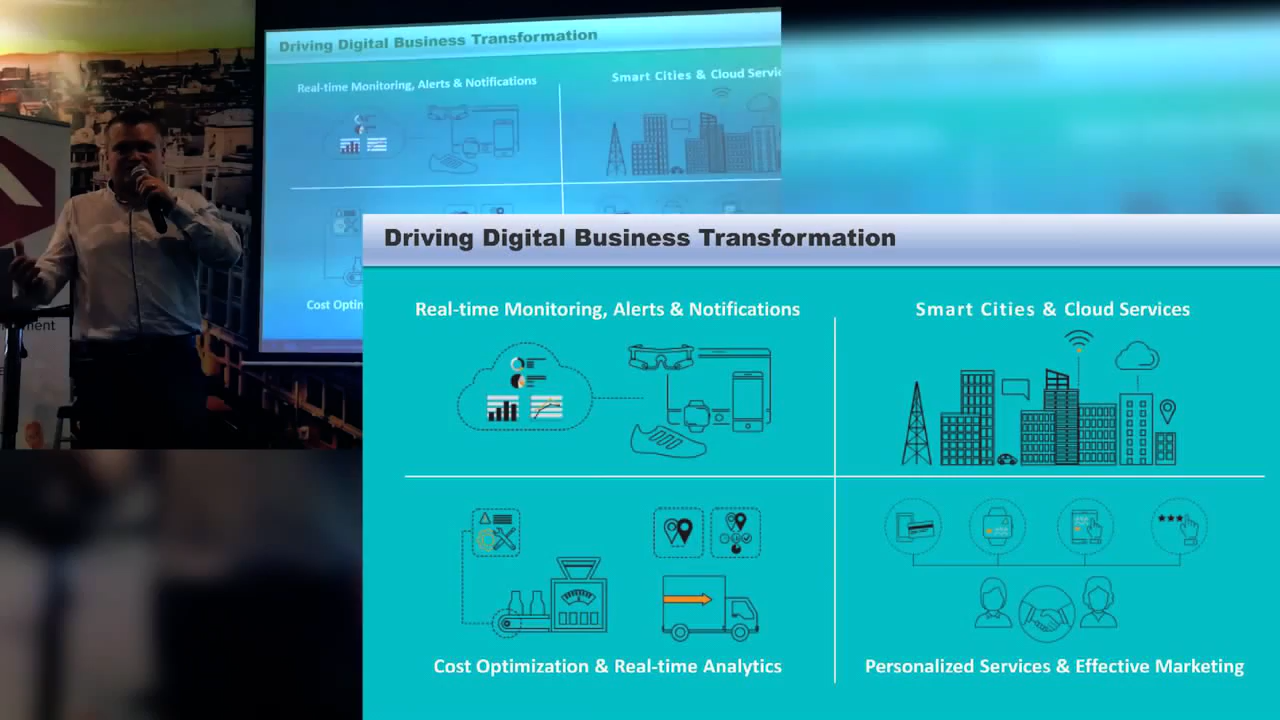 Driving Digital Business Transformation
Real-time Monitoring, Alerts & Notifications
Smart Cities & Cloud Servic
Cost Optim
ment
Driving Digital Business Transformation
Real-time Monitoring, Alerts & Notifications
Smart Cities & Cloud Services
Cost Optimization & Real-time Analytics
Personalized Services & Effective Marketing